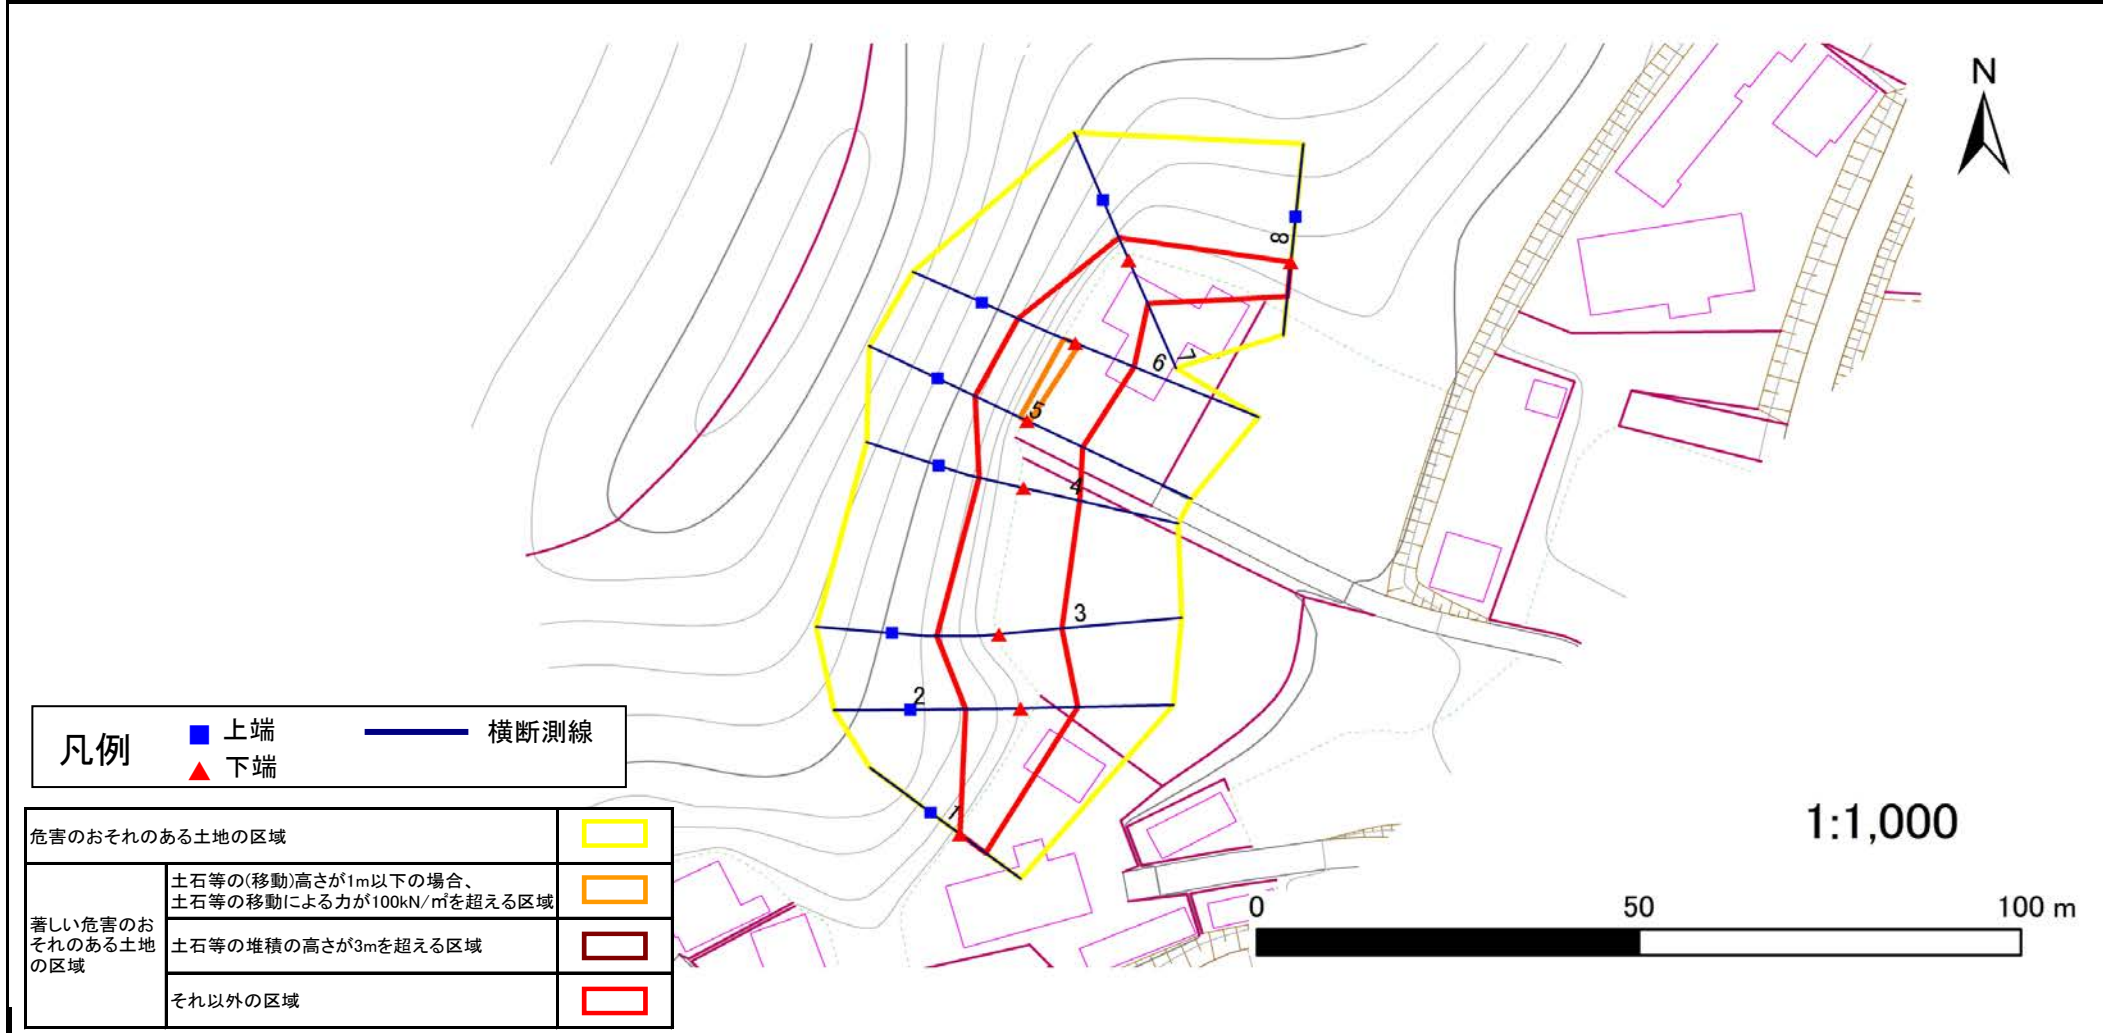 N
8
7
6
5
4
3
2
1
凡例
上端
横断測線
下端
危害のおそれのある土地の区域
著しい危害のお
それのある土地
の区域
土石等の(移動)高さが1m以下の場合、
土石等の移動による力が100kN/㎡を超える区域
土石等の堆積の高さが3mを超える区域
それ以外の区域
1:1,000
0 50 100 m